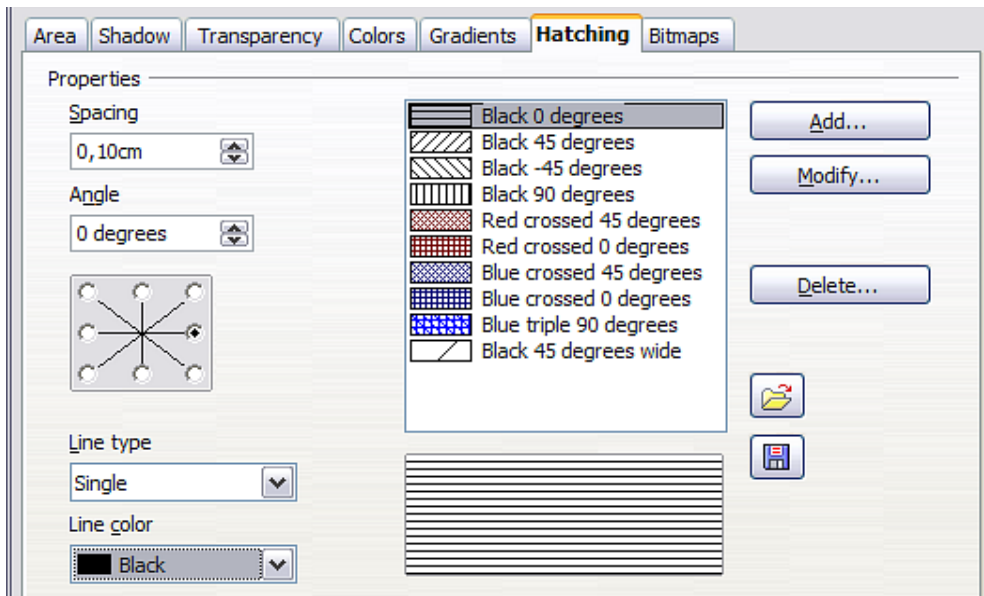 Area Shadow Transparency Colors Gradients Hatching Bitmaps
Properties
Spacing
0,10cm
Angle
0 degrees
Line type
Single
Line color
Black
Black 0 degrees
Black 45 degrees
Black -45 degrees
Black 90 degrees
Red crossed 45 degrees
Red crossed 0 degrees
Blue crossed 45 degrees
Blue crossed 0 degrees
Blue triple 90 degrees
Black 45 degrees wide
Add...
Modify...
Delete...